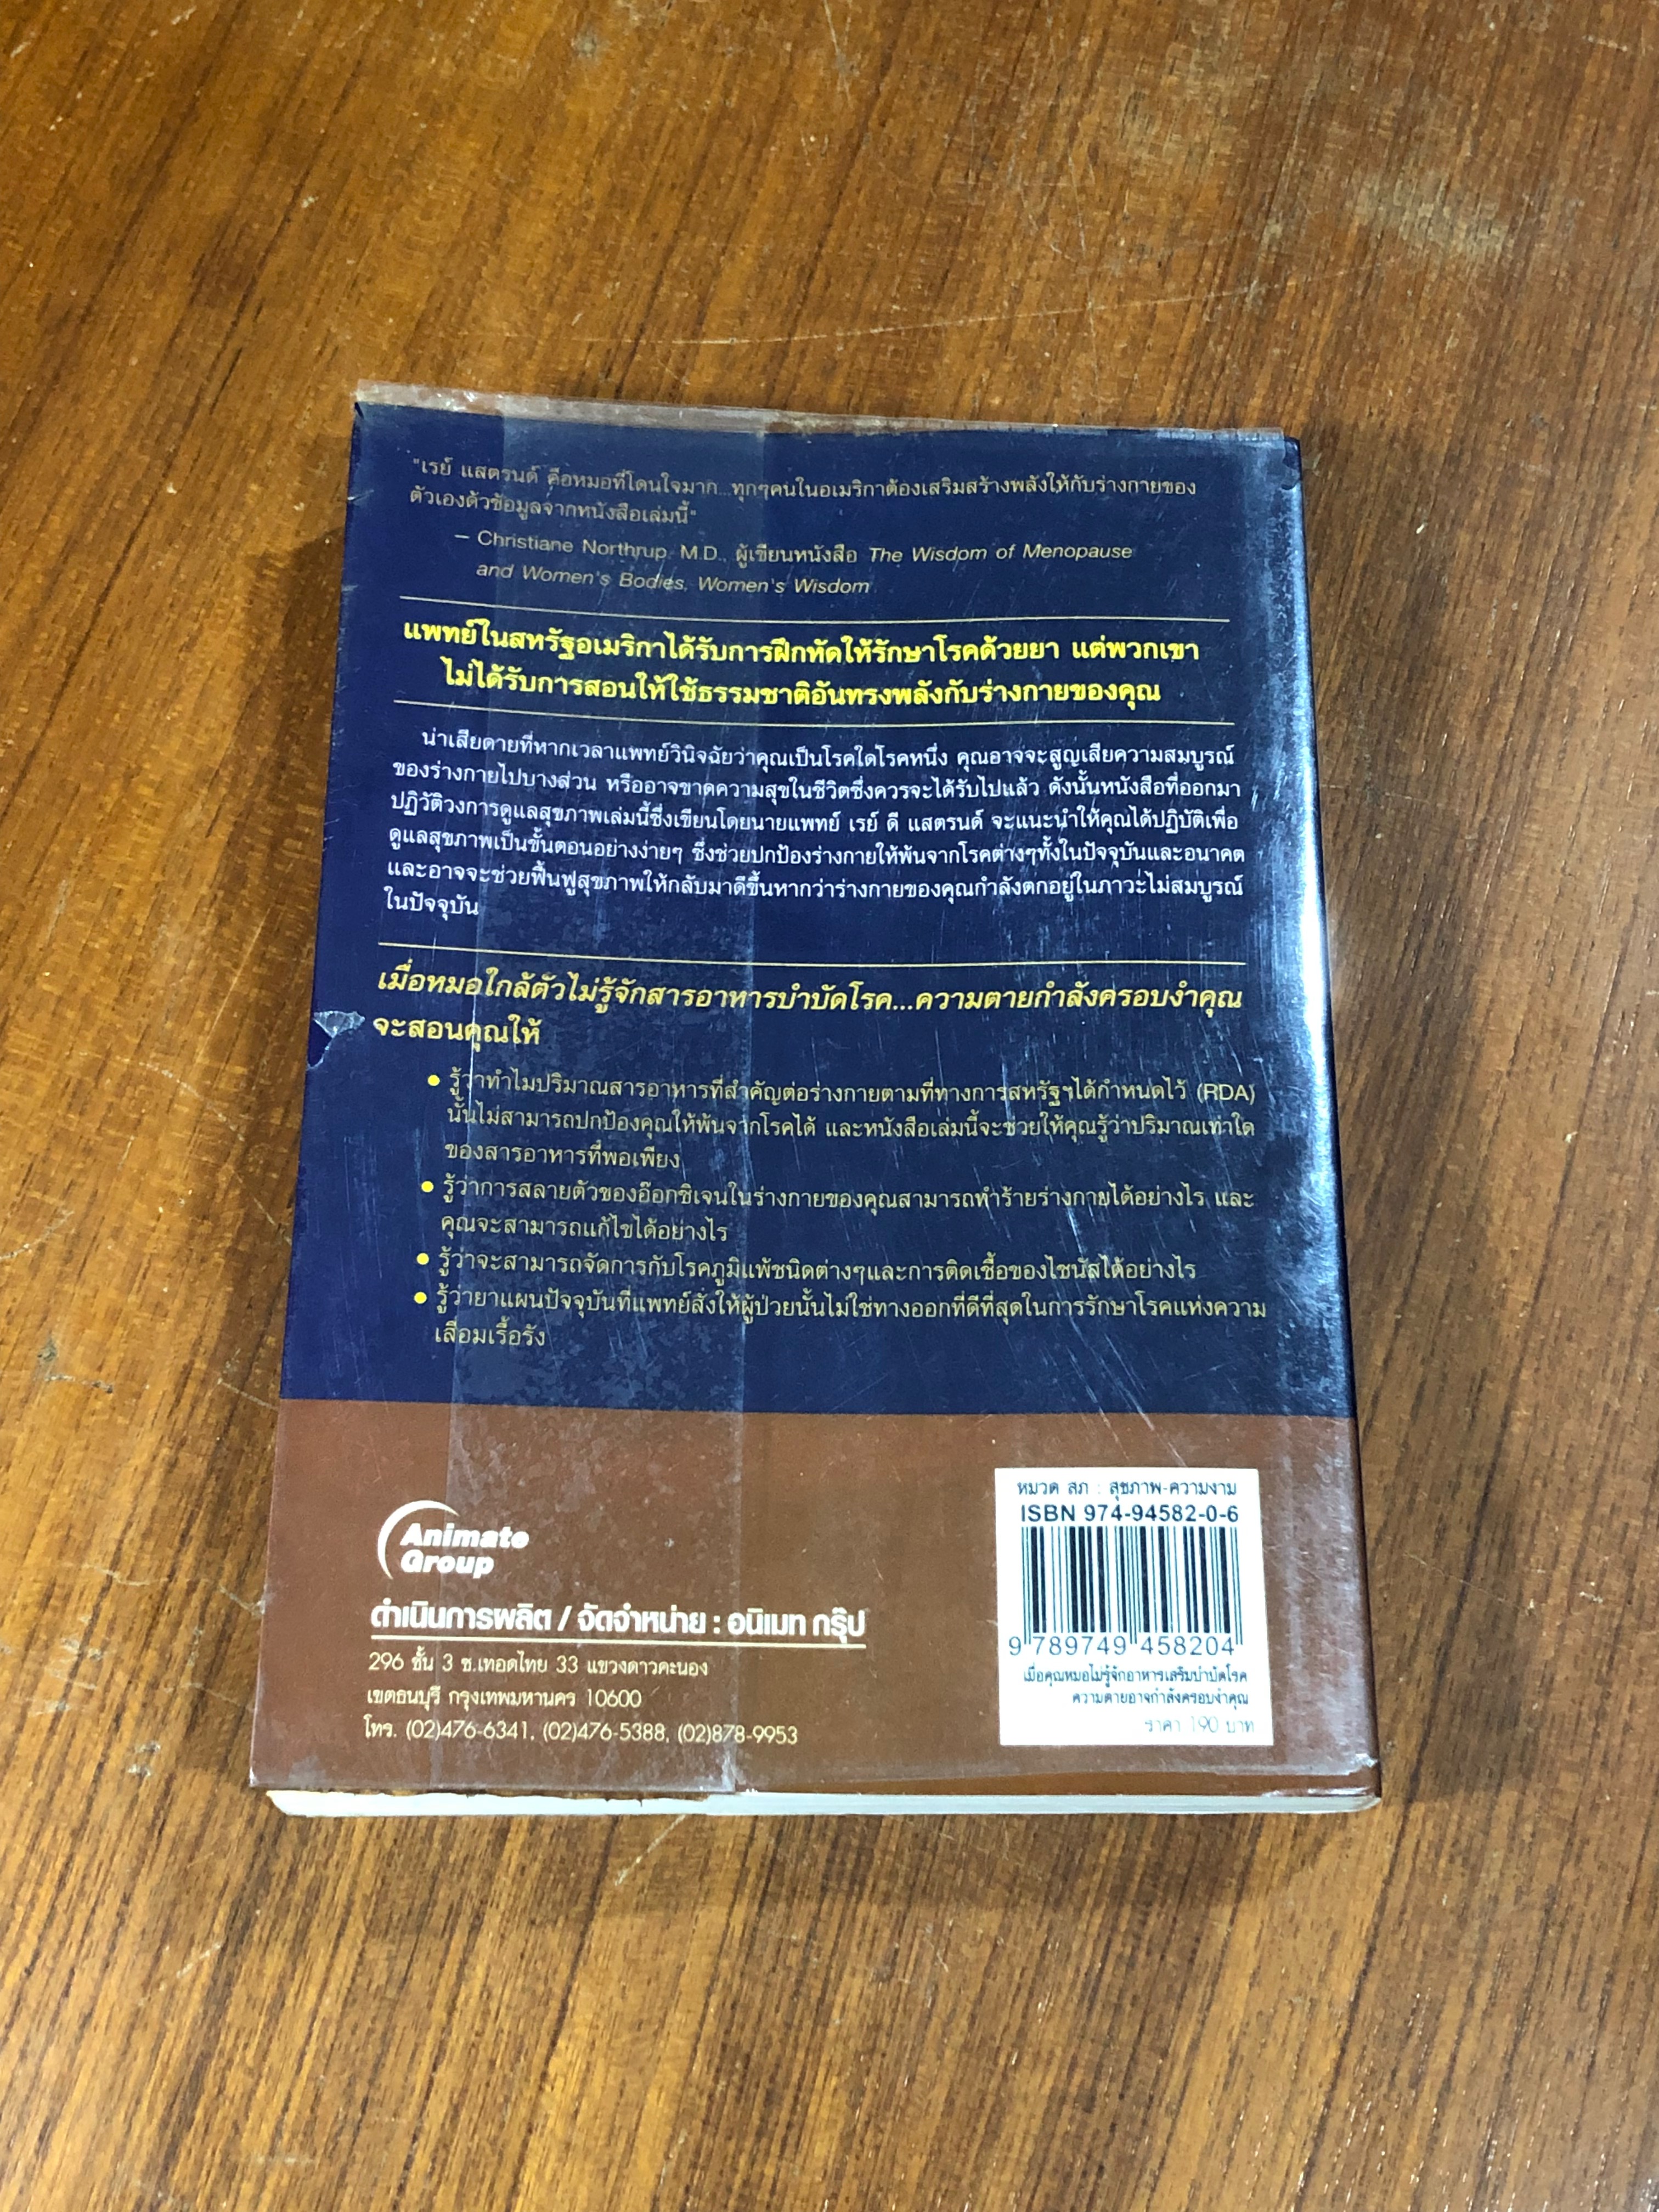 "เรย์ แสตรนด์ คือหมอที่โดนใจมาก...ทุกๆคนในอเมริกาต้องเสริมสร้างพลังให้กับร่างกายของ
ตัวเองด้วข้อมูลจากหนังสือเล่มนี้"
– Christiane Northrup, M.D., ผู้เขียนหนังสือ The Wisdom of Menopause
and Women's Bodies, Women's Wisdom
แพทย์ในสหรัฐอเมริกาได้รับการฝึกทัดให้รักษาโรคด้วยยา แต่พวกเขา
ไม่ได้รับการสอนให้ใช้ธรรมชาติอันทรงพลังกับร่างกายของคุณ
น่าเสียดายที่หากเวลาแพทย์วินิจฉัยว่าคุณเป็นโรคใดโรคหนึ่ง คุณอาจจะสูญเสียความสมบูรณ์
ของร่างกายไปบางส่วน หรืออาจขาดความสุขในชีวิตซึ่งควรจะได้รับไปแล้ว ดังนั้นหนังสือที่ออกมา
ปฏิวัติวงการดูแลสุขภาพเล่มนี้ซึ่งเขียนโดยนายแพทย์ เรย์ ดี แสตรนด์ จะแนะนำให้คุณได้ปฏิบัติเพื่อ
ดูแลสุขภาพเป็นขั้นตอนอย่างง่ายๆ ซึ่งช่วยปกป้องร่างกายให้พ้นจากโรคต่างๆทั้งในปัจจุบันและอนาคต
และอาจจะช่วยฟื้นฟูสุขภาพให้กลับมาดีขึ้นหากว่าร่างกายของคุณกำลังตกอยู่ในภาวะไม่สมบูรณ์
ในปัจจุบัน
เมื่อหมอใกล้ตัวไม่รู้จักสารอาหารบำบัดโรค...ความตายกำลังครอบงำคุณ
จะสอนคุณให้
● รู้ว่าทำไมปริมาณสารอาหารที่สำคัญต่อร่างกายตามที่ทางการสหรัฐฯได้กำหนดไว้ (RDA)
นั้นไม่สามารถปกป้องคุณให้พ้นจากโรคได้ และหนังสือเล่มนี้จะช่วยให้คุณรู้ว่าปริมาณเท่าใด
ของสารอาหารที่พอเพียง
● รู้ว่าการสลายตัวของอ๊อกซิเจนในร่างกายของคุณสามารถทำร้ายร่างกายได้อย่างไร และ
คุณจะสามารถแก้ไขได้อย่างไร
● รู้ว่าจะสามารถจัดการกับโรคภูมิแพ้ชนิดต่างๆและการติดเชื้อของไซนัสได้อย่างไร
● รู้ว่ายาแผนปัจจุบันที่แพทย์สั่งให้ผู้ป่วยนั้นไม่ใช่ทางออกที่ดีที่สุดในการรักษาโรคแห่งความ
เสื่อมเรื้อรัง
Animate
Group
ดำเนินการผลิต / จัดจำหน่าย : อนิเมท กรุ๊ป
296 ชั้น 3 ซ.เทอดไทย 33 แขวงดาวคะนอง
เขตธนบุรี กรุงเทพมหานคร 10600
โทร. (02)476-6341, (02)476-5388, (02)878-9953
หมวด สภ : สุขภาพ-ความงาม
ISBN 974-94582-0-6
9 789749 458204
เมื่อคุณหมอไม่รู้จักอาหารเสริมบำบัดโรค
ความตายอาจกำลังครอบงำคุณ
ราคา 190 บาท